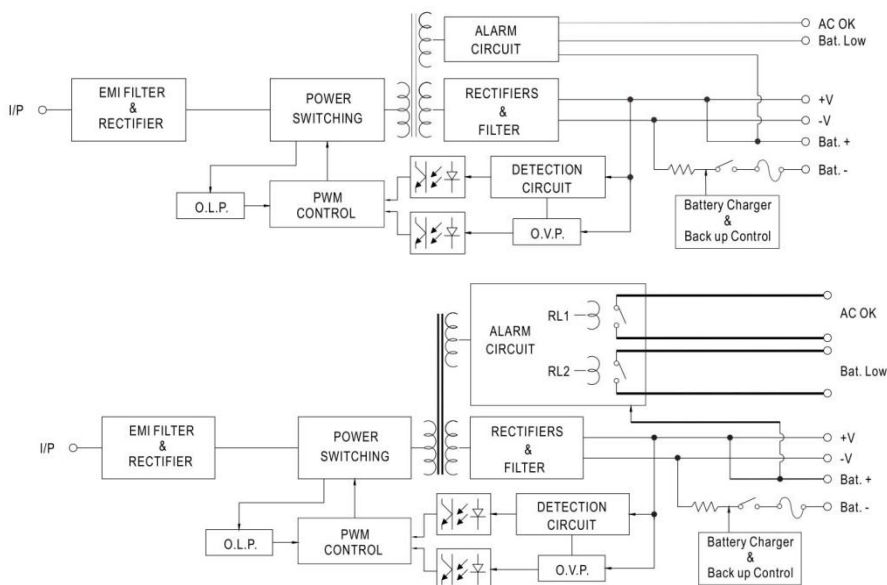 AC OK
ALARM
CIRCUIT
Bat. Low
EMI FILTER
&
RECTIFIER
POWER
SWITCHING
RECTIFIERS
&
FILTER
+V
I/P
-V
Bat. +
DETECTION
CIRCUIT
Bat. -
PWM
CONTROL
O.L.P.
Battery Charger
&
Back up Control
O.V.P.
RL1
AC OK
ALARM
CIRCUIT
RL2
Bat. Low
EMI FILTER
&
RECTIFIER
POWER
SWITCHING
RECTIFIERS
&
FILTER
+V
I/P
-V
Bat. +
DETECTION
CIRCUIT
Bat. -
PWM
CONTROL
O.L.P.
Battery Charger
&
Back up Control
O.V.P.